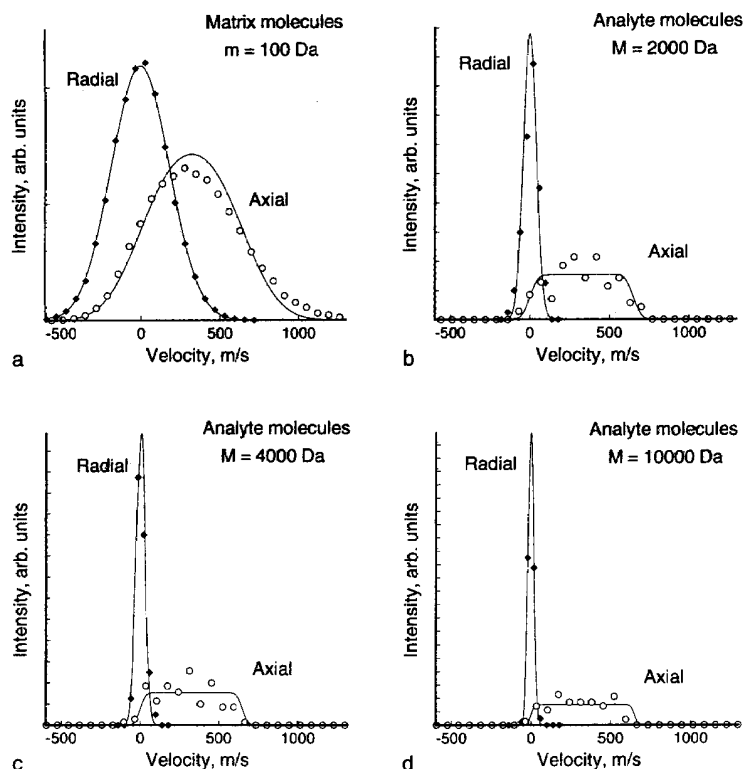 Matrix molecules
m = 100 Da
Radial
Axial
Intensity, arb. units
-500 0 500 1000
Velocity, m/s
a
Analyte molecules
M = 2000 Da
Radial
Axial
Intensity, arb. units
-500 0 500 1000
Velocity, m/s
b
Analyte molecules
M = 4000 Da
Radial
Axial
Intensity, arb. units
-500 0 500 1000
Velocity, m/s
c
Analyte molecules
M = 10000 Da
Radial
Axial
Intensity, arb. units
-500 0 500 1000
Velocity, m/s
d